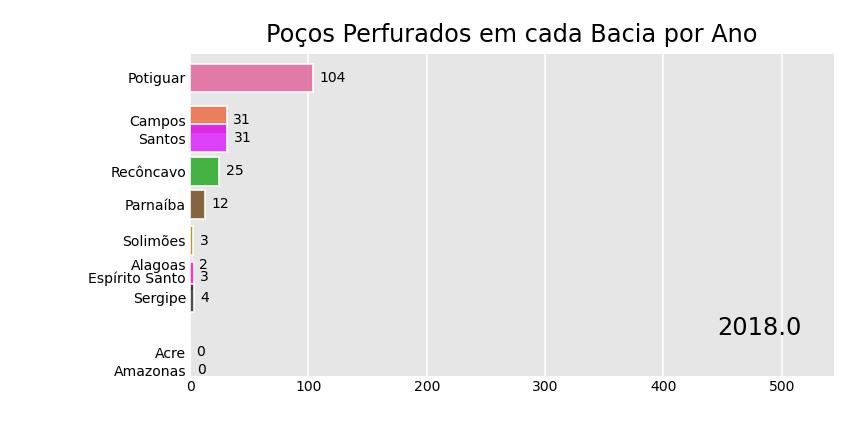 Poços Perfurados em cada Bacia por Ano
Potiguar 104
Campos 31
Santos 31
Recôncavo 25
Parnaíba 12
Solimões 3
Alagoas 2
Espírito Santo 3
Sergipe 4
2018.0
Acre 0
Amazonas 0
0 100 200 300 400 500